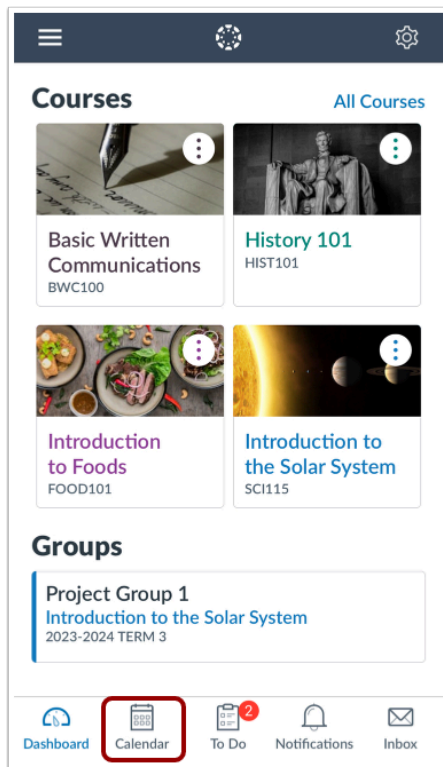 Courses
All Courses
Basic Written
Communications
BWC100
History 101
HIST101
Introduction
to Foods
FOOD101
Introduction to
the Solar System
SCI115
Groups
Project Group 1
Introduction to the Solar System
2023-2024 TERM 3
2
Dashboard
Calendar
To Do
Notifications
Inbox